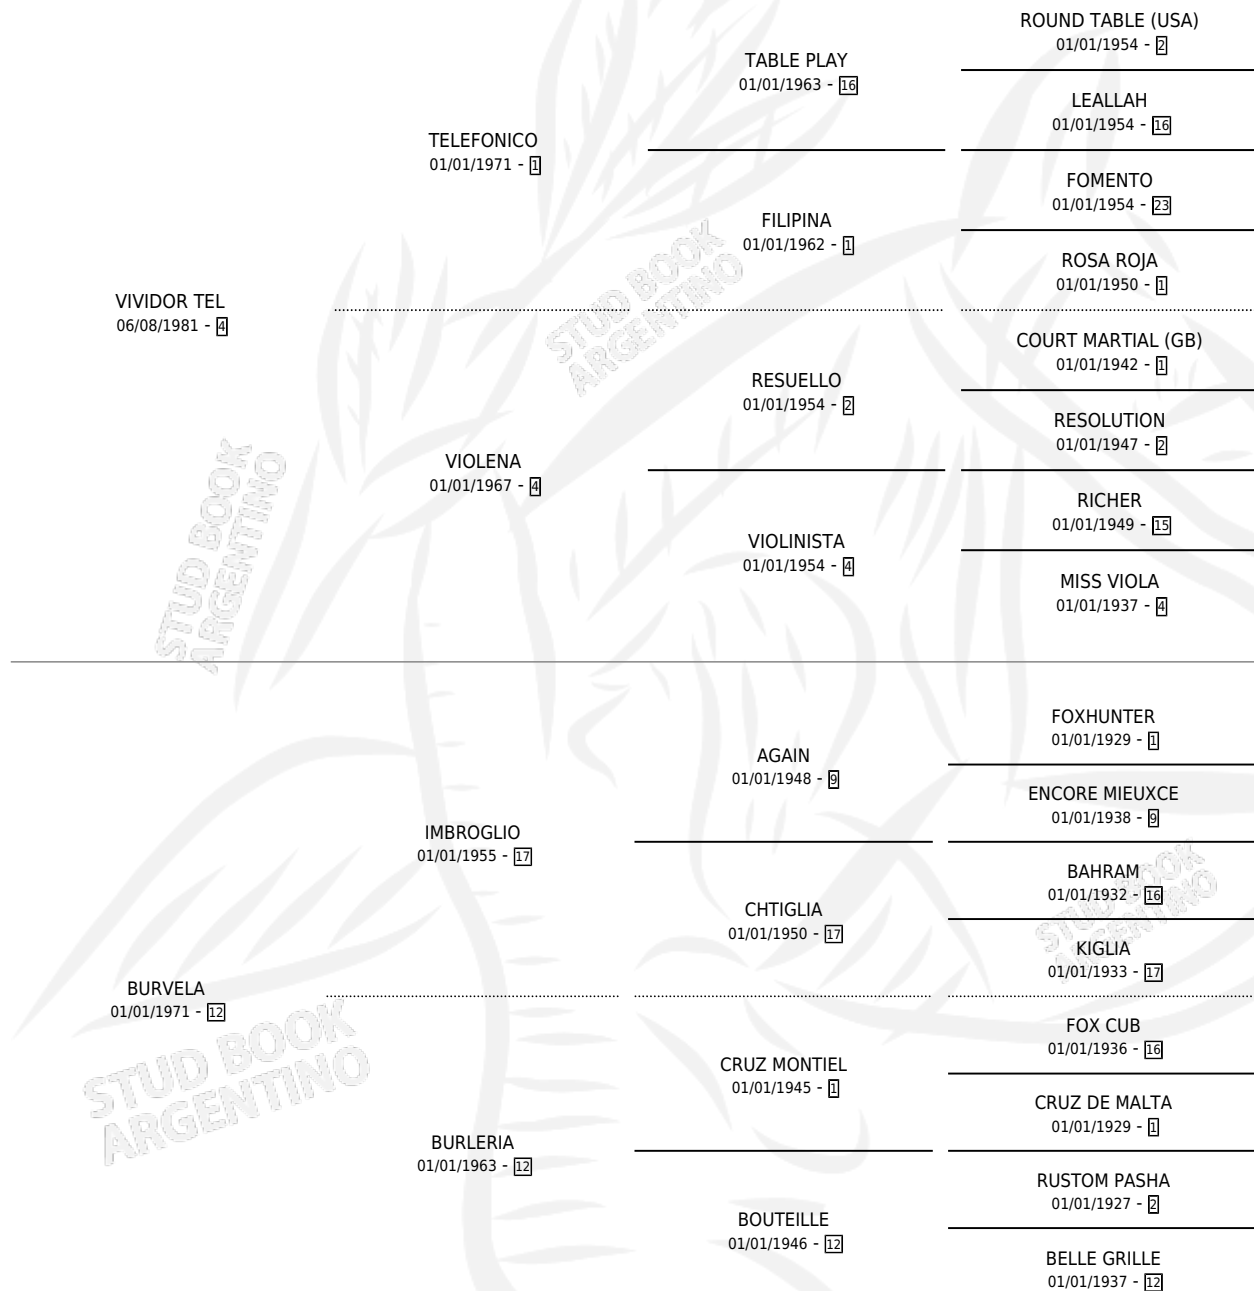 ROUND TABLE (USA)
01/01/1954 - 2
TABLE PLAY
01/01/1963 - 16
LEALLAH
01/01/1954 - 16
TELEFONICO
01/01/1971 - 1
FOMENTO
01/01/1954 - 23
FILIPINA
01/01/1962 - 1
ROSA ROJA
01/01/1950 - 1
VIVIDOR TEL
06/08/1981 - 4
COURT MARTIAL (GB)
01/01/1942 - 1
RESUELLO
01/01/1954 - 2
RESOLUTION
01/01/1947 - 2
VIOLENA
01/01/1967 - 4
RICHER
01/01/1949 - 15
VIOLINISTA
01/01/1954 - 4
MISS VIOLA
01/01/1937 - 4
FOXHUNTER
01/01/1929 - 1
AGAIN
01/01/1948 - 9
ENCORE MIEUXCE
01/01/1938 - 9
IMBROGLIO
01/01/1955 - 17
BAHRAM
01/01/1932 - 16
CHTIGLIA
01/01/1950 - 17
KIGLIA
01/01/1933 - 17
BURVELA
01/01/1971 - 12
FOX CUB
01/01/1936 - 16
CRUZ MONTIEL
01/01/1945 - 1
CRUZ DE MALTA
01/01/1929 - 1
BURLERIA
01/01/1963 - 12
RUSTOM PASHA
01/01/1927 - 2
BOUTEILLE
01/01/1946 - 12
BELLE GRILLE
01/01/1937 - 12
STUD BOOK
ARGENTINO
STUD BOOK
ARGENTINO
STUD BOOK
ARGENTINO
STUD BOOK
ARGENTINO